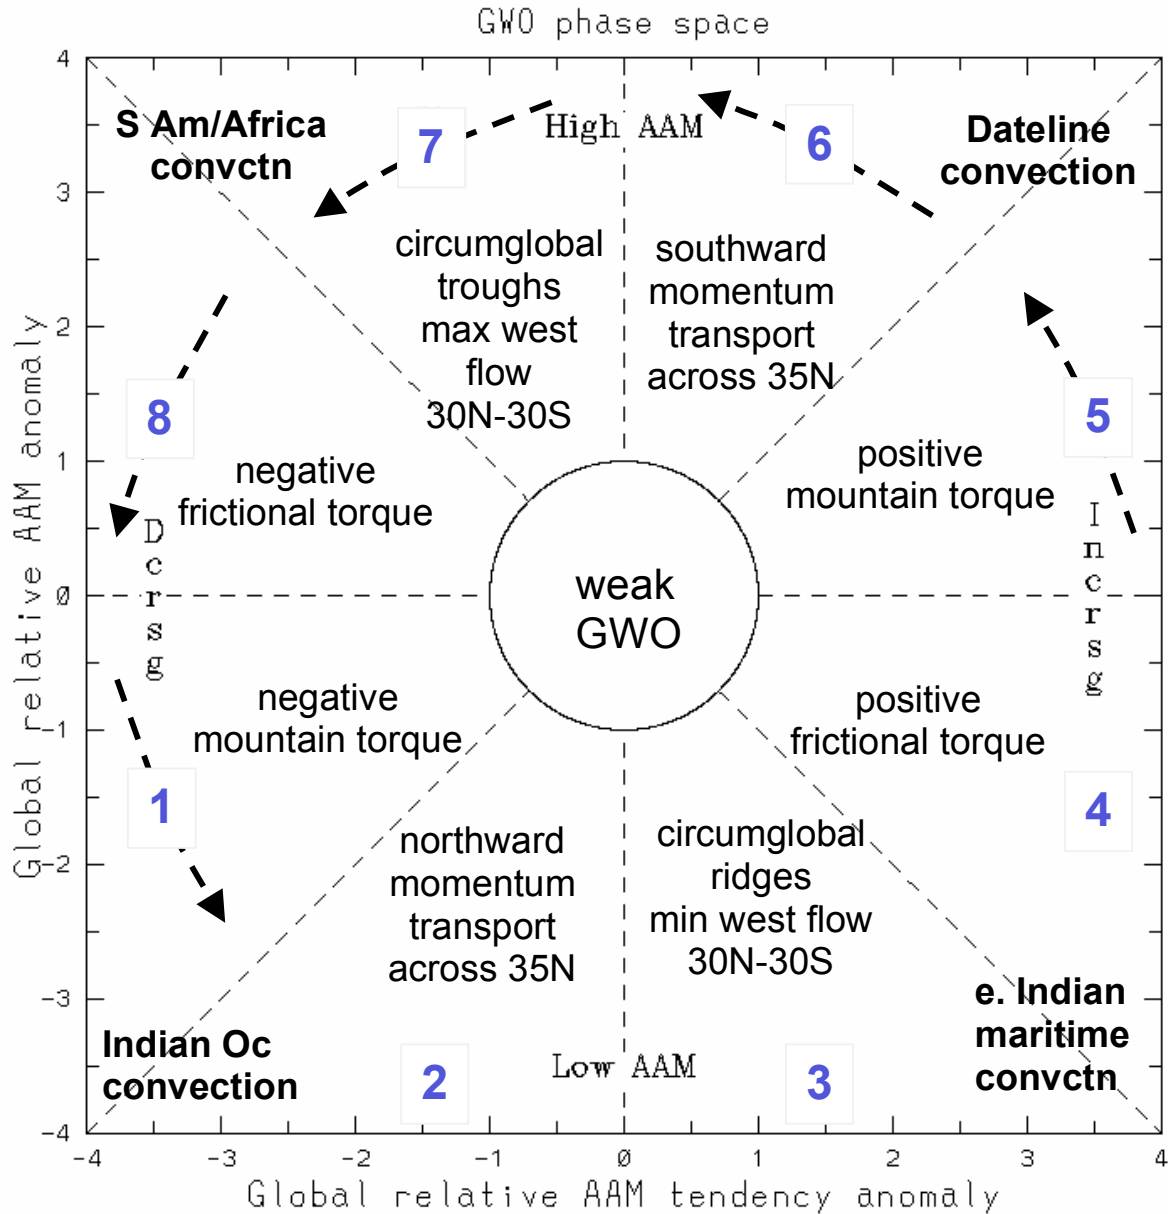 GWO phase space
Global relative AAM anomaly
4
3
2
1
0
-1
-2
-3
-4
S Am/Africa
convctn
7
High AAM
6
Dateline
convection
circumglobal
troughs
max west
flow
30N-30S
southward
momentum
transport
across 35N
8
5
negative
frictional torque
positive
mountain torque
Dcrsg
Incrsg
weak
GWO
negative
mountain torque
positive
frictional torque
1
4
northward
momentum
transport
across 35N
circumglobal
ridges
min west flow
30N-30S
Indian Oc
convection
2
Low AAM
3
e. Indian
maritime
convctn
-4 -3 -2 -1 0 1 2 3 4
Global relative AAM tendency anomaly